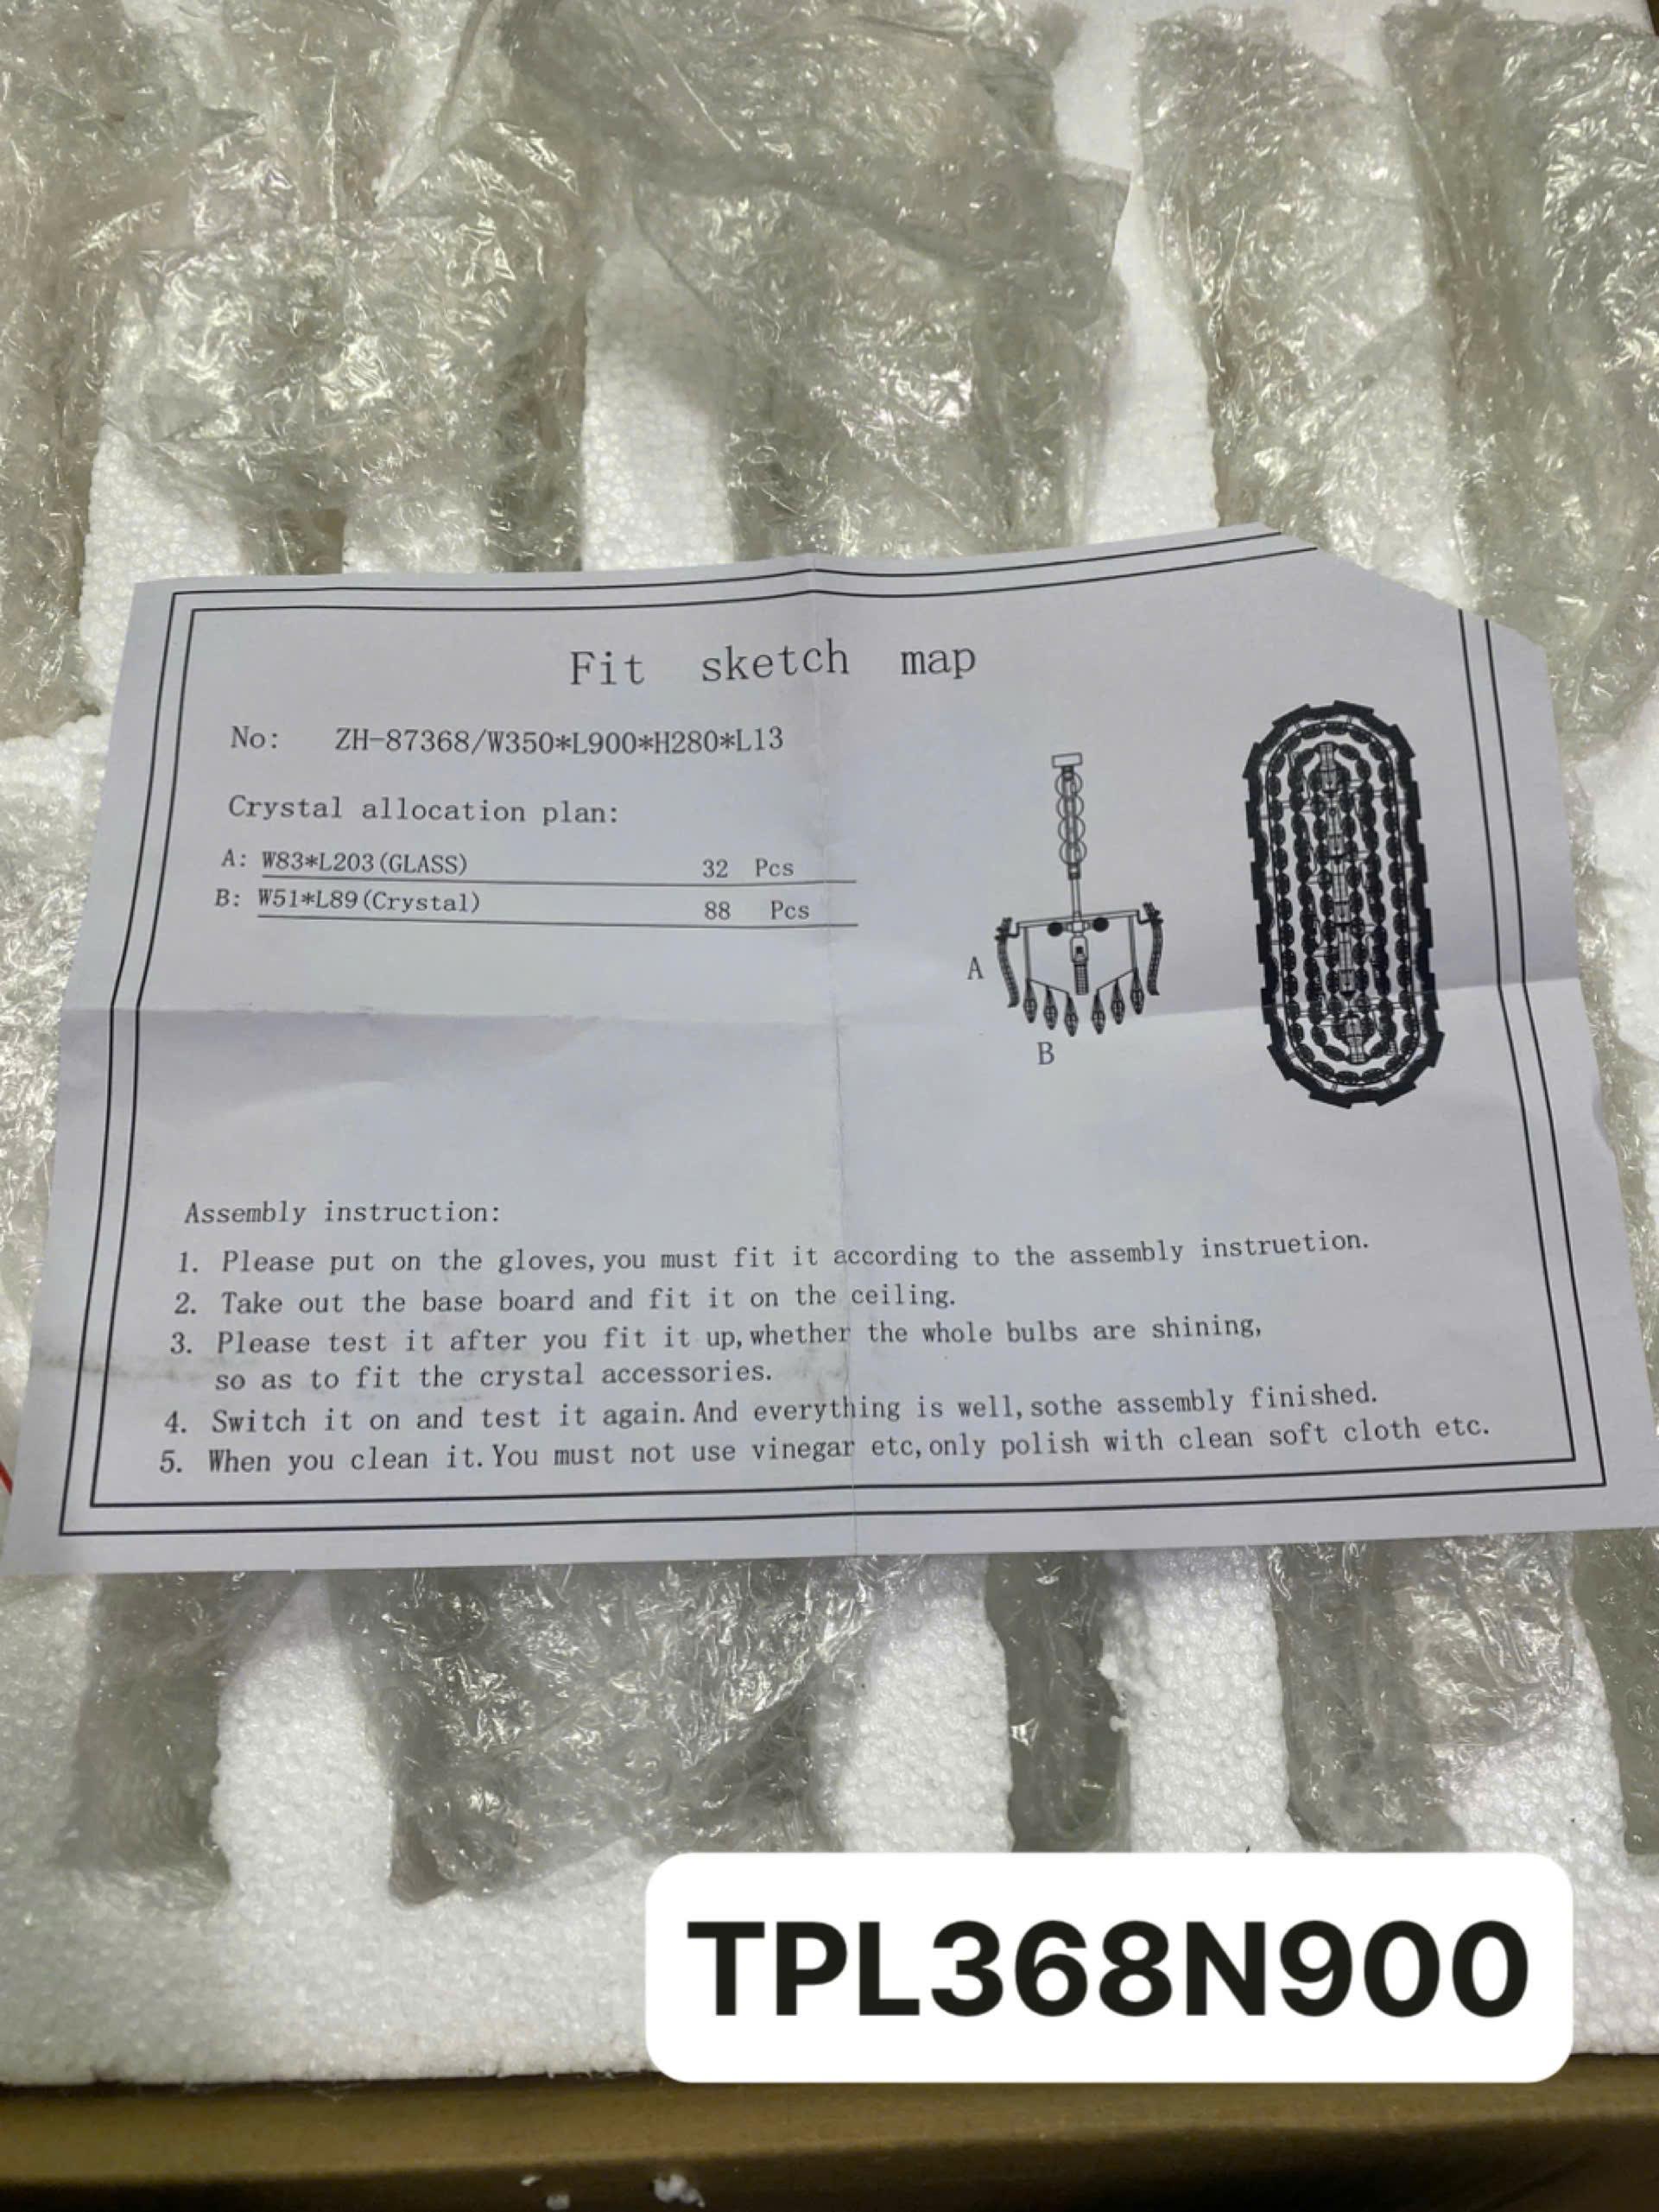 Fit sketch map
No: ZH-87368/W350*L900*H280*L13
Crystal allocation plan:
A: W83*L203(GLASS) 32 Pcs
B: W51*L89(Crystal) 88 Pcs
A
B
Assembly instruction:
1. Please put on the gloves,you must fit it according to the assembly instruetion.
2. Take out the base board and fit it on the ceiling.
3. Please test it after you fit it up,whether the whole bulbs are shining,
so as to fit the crystal accessories.
4. Switch it on and test it again.And everything is well,sothe assembly finished.
5. When you clean it.You must not use vinegar etc,only polish with clean soft cloth etc.
TPL368N900